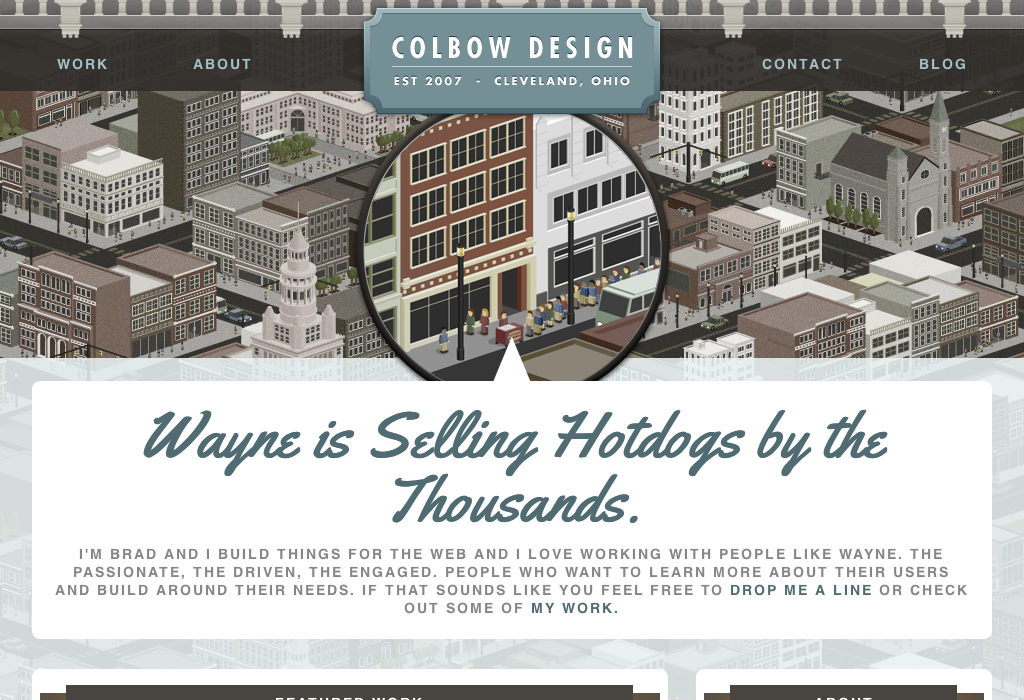 WORK
ABOUT
COLBOW DESIGN
EST 2007 - CLEVELAND, OHIO
CONTACT
BLOG
Wayne is Selling Hotdogs by the
Thousands.
I'M BRAD AND I BUILD THINGS FOR THE WEB AND I LOVE WORKING WITH PEOPLE LIKE WAYNE. THE
PASSIONATE, THE DRIVEN, THE ENGAGED. PEOPLE WHO WANT TO LEARN MORE ABOUT THEIR USERS
AND BUILD AROUND THEIR NEEDS. IF THAT SOUNDS LIKE YOU FEEL FREE TO DROP ME A LINE OR CHECK
OUT SOME OF MY WORK.
FEATURED WORK
ABOUT